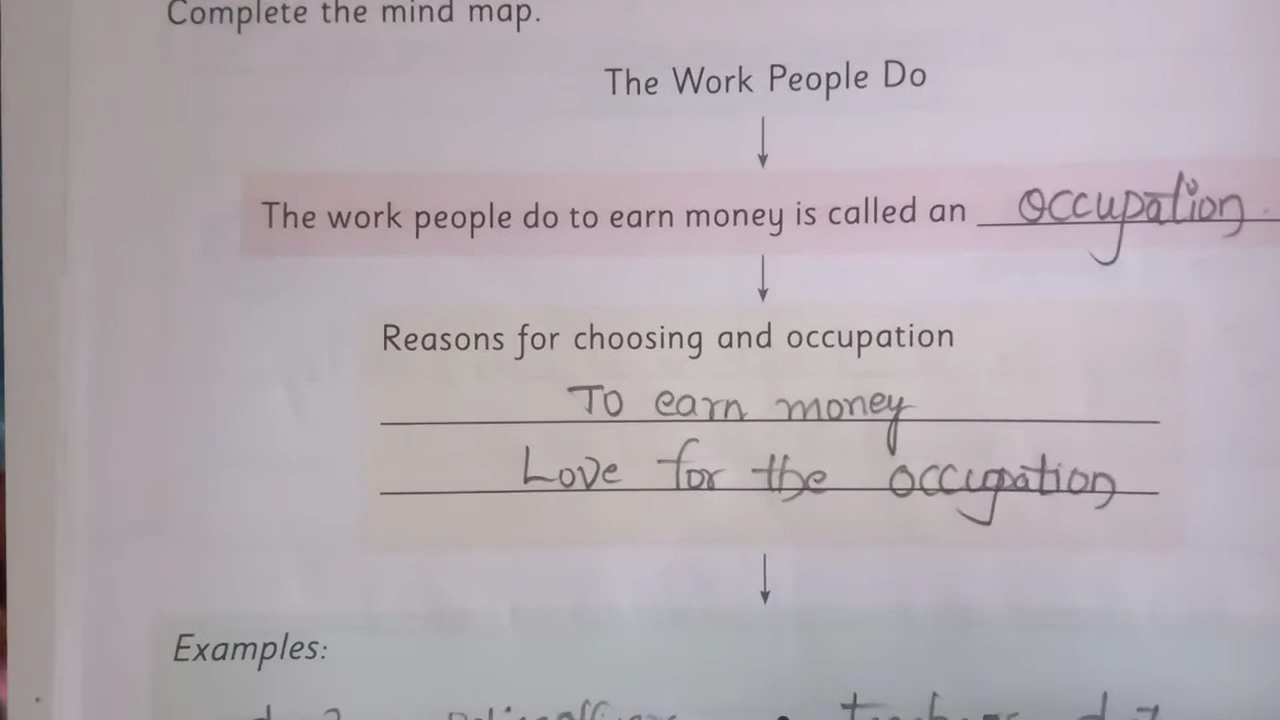 Complete the mind map.
The Work People Do
The work people do to earn money is called an occupation.
Reasons for choosing and occupation
To earn money
Love for the occupation
Examples: